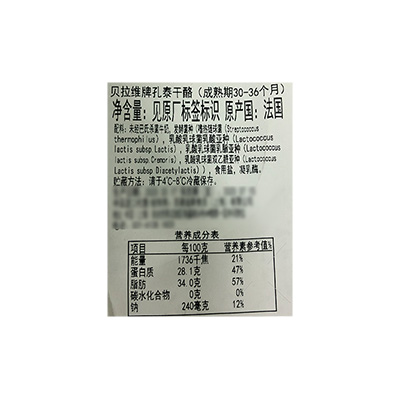 贝拉维牌孔泰干酪 (成熟期30-36个月)
净含量: 见原厂标签标识 原产国: 法国
配料: 未经巴氏杀菌牛奶, 发酵菌种 (嗜热链球菌 (Streptococcus
thermophilus) , 乳酸乳球菌乳酸亚种 (Lactococcus
lactis subsp Lactis) , 乳酸乳球菌乳脂亚种 (Lactococcus
lactis subsp Cremoris), 乳酸乳球菌双乙酰亚种 (Lactococcus
Lactis subsp Diacetylactis)) , 食用盐, 凝乳酶。
贮藏方法: 请于4℃-8℃冷藏保存。
营养成分表
项目 每100克 营养素参考值%
能量 1736千焦 21%
蛋白质 28.1克 47%
脂肪 34.0克 57%
碳水化合物 0克 0%
钠 240毫克 12%